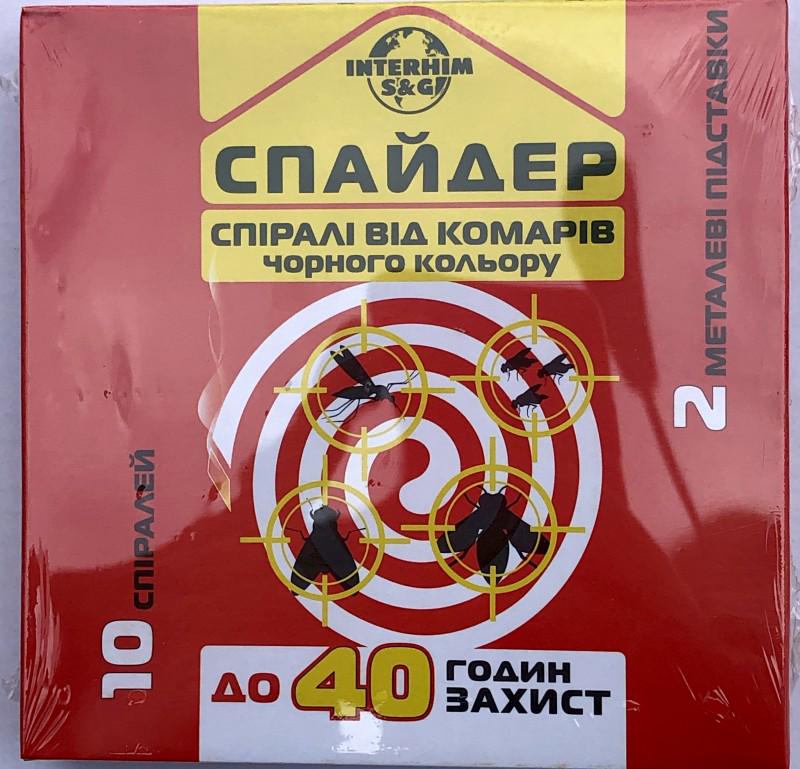 INTERHIM
S&G
СПАЙДЕР
СПІРАЛІ ВІД КОМАРІВ
ЧОРНОГО КОЛЬОРУ
2 МЕТАЛЕВІ ПІДСТАВКИ
10 СПІРАЛЕЙ
ДО 40 ГОДИН
ЗАХИСТ